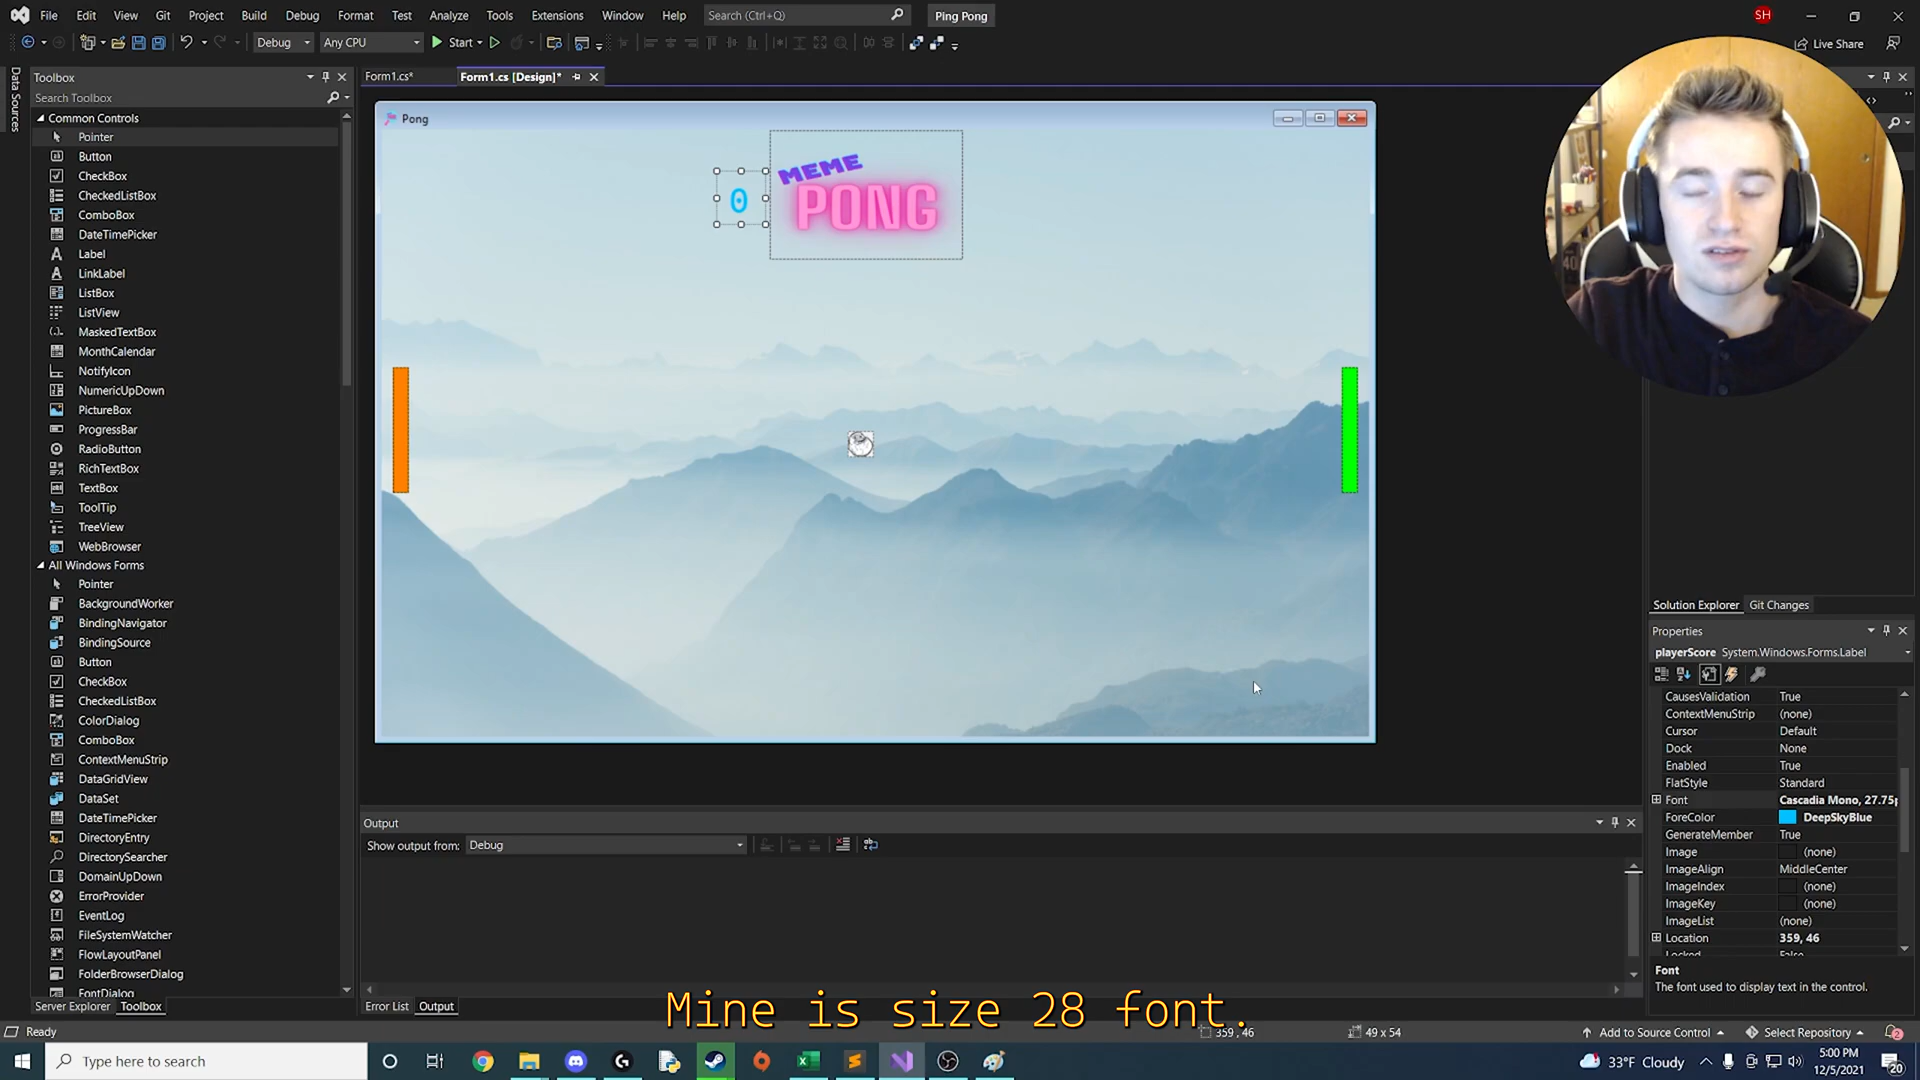 File Edit View Git Project Build Debug Format Test Analyze Tools Extensions Window Help Search (Ctrl+Q) Ping Pong SH
Debug Any CPU Start Live Share
Data Sources
Toolbox
Search Toolbox
Common Controls
Pointer
Button
CheckBox
CheckedListBox
ComboBox
DateTimePicker
Label
LinkLabel
ListBox
ListView
MaskedTextBox
MonthCalendar
NotifyIcon
NumericUpDown
PictureBox
ProgressBar
RadioButton
RichTextBox
TextBox
ToolTip
TreeView
WebBrowser
All Windows Forms
Pointer
BackgroundWorker
BindingNavigator
BindingSource
Button
CheckBox
CheckedListBox
ColorDialog
ComboBox
ContextMenuStrip
DataGridView
DataSet
DateTimePicker
DirectoryEntry
DirectorySearcher
DomainUpDown
ErrorProvider
EventLog
FileSystemWatcher
FlowLayoutPanel
FolderBrowserDialog
FontDialog
Server Explorer Toolbox
Form1.cs* Form1.cs [Design]*
Pong
0
MEME
PONG
Output
Show output from: Debug
Error List Output
Solution Explorer Git Changes
Properties
playerScore System.Windows.Forms.Label
CausesValidation True
ContextMenuStrip (none)
Cursor Default
Dock None
Enabled True
FlatStyle Standard
Font Cascadia Mono, 27.75p
ForeColor DeepSkyBlue
GenerateMember True
Image (none)
ImageAlign MiddleCenter
ImageIndex (none)
ImageKey (none)
ImageList (none)
Location 359, 46
Locked False
Font
The font used to display text in the control.
Mine is size 28 font.
Ready 359, 46 49 x 54 Add to Source Control Select Repository 2
Type here to search 33°F Cloudy 5:00 PM
12/5/2021 20